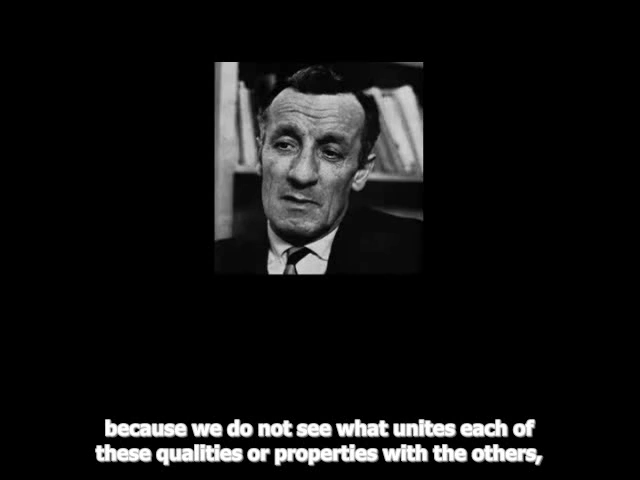 because we do not see what unites each of
these qualities or properties with the others,